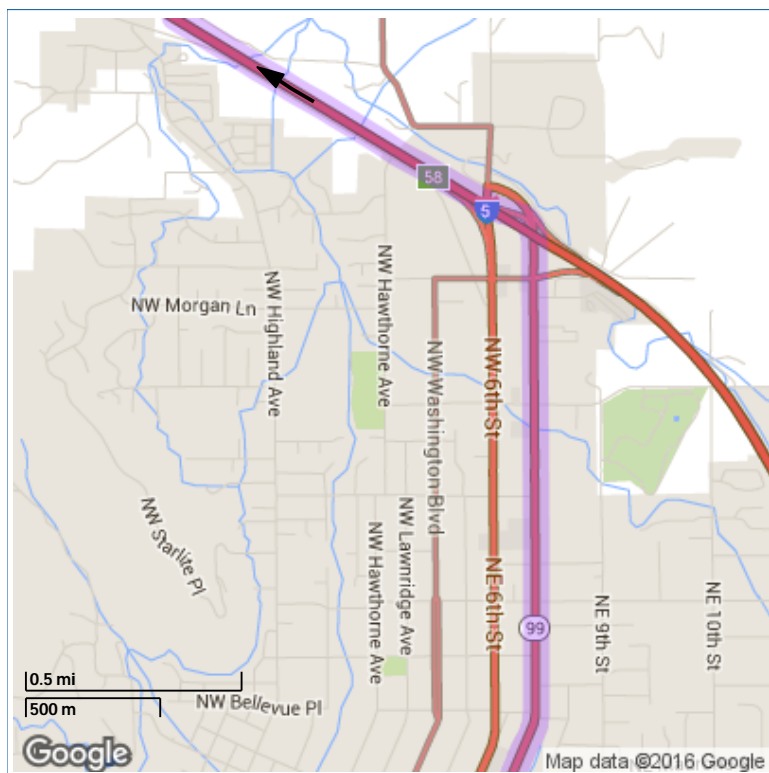 58
5
NW Morgan Ln
NW Highland Ave
NW Hawthorne Ave
NW Washington Blvd
NW 6th St
NW Starlite Pl
NW Hawthorne Ave
NW Lawnridge Ave
NE 6th St
99
NE 9th St
NE 10th St
0.5 mi
500 m
NW Bellevue Pl
Google
Map data ©2016 Google